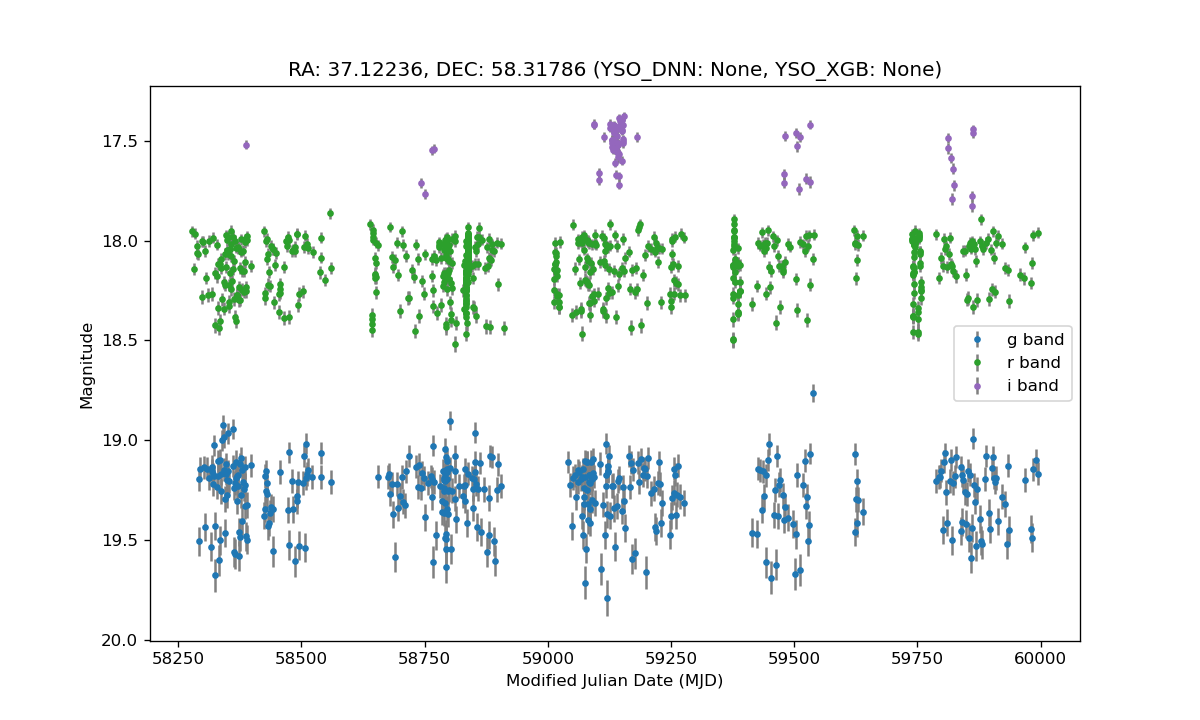 RA: 37.12236, DEC: 58.31786 (YSO_DNN: None, YSO_XGB: None)
17.5
18.0
18.5
19.0
19.5
20.0
Magnitude
g band
r band
i band
58250 58500 58750 59000 59250 59500 59750 60000
Modified Julian Date (MJD)